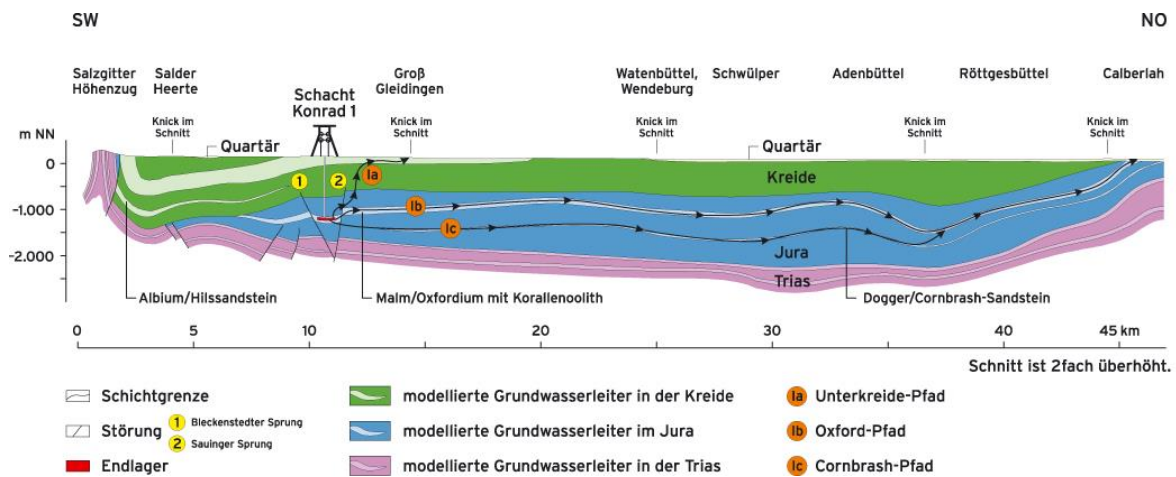 SW
NO
Salzgitter
Höhenzug
Salder
Heerte
Schacht
Konrad 1
Groß
Gleidingen
Watenbüttel,
Wendeburg
Schwülper
Adenbüttel
Röttgesbüttel
Calberlah
m NN
Knick im
Schnitt
Quartär
Knick im
Schnitt
Knick im
Schnitt
Quartär
Knick im
Schnitt
Knick im
Schnitt
0
-1.000
-2.000
1
2
Ia
Ib
Ic
Kreide
Jura
Trias
Albium/Hilssandstein
Malm/Oxfordium mit Korallenoolith
Dogger/Cornbrash-Sandstein
0
5
10
20
30
40
45 km
Schnitt ist 2fach überhöht.
Schichtgrenze
Störung
1 Bleckenstedter Sprung
2 Sauinger Sprung
Endlager
modellierte Grundwasserleiter in der Kreide
modellierte Grundwasserleiter im Jura
modellierte Grundwasserleiter in der Trias
Ia Unterkreide-Pfad
Ib Oxford-Pfad
Ic Cornbrash-Pfad